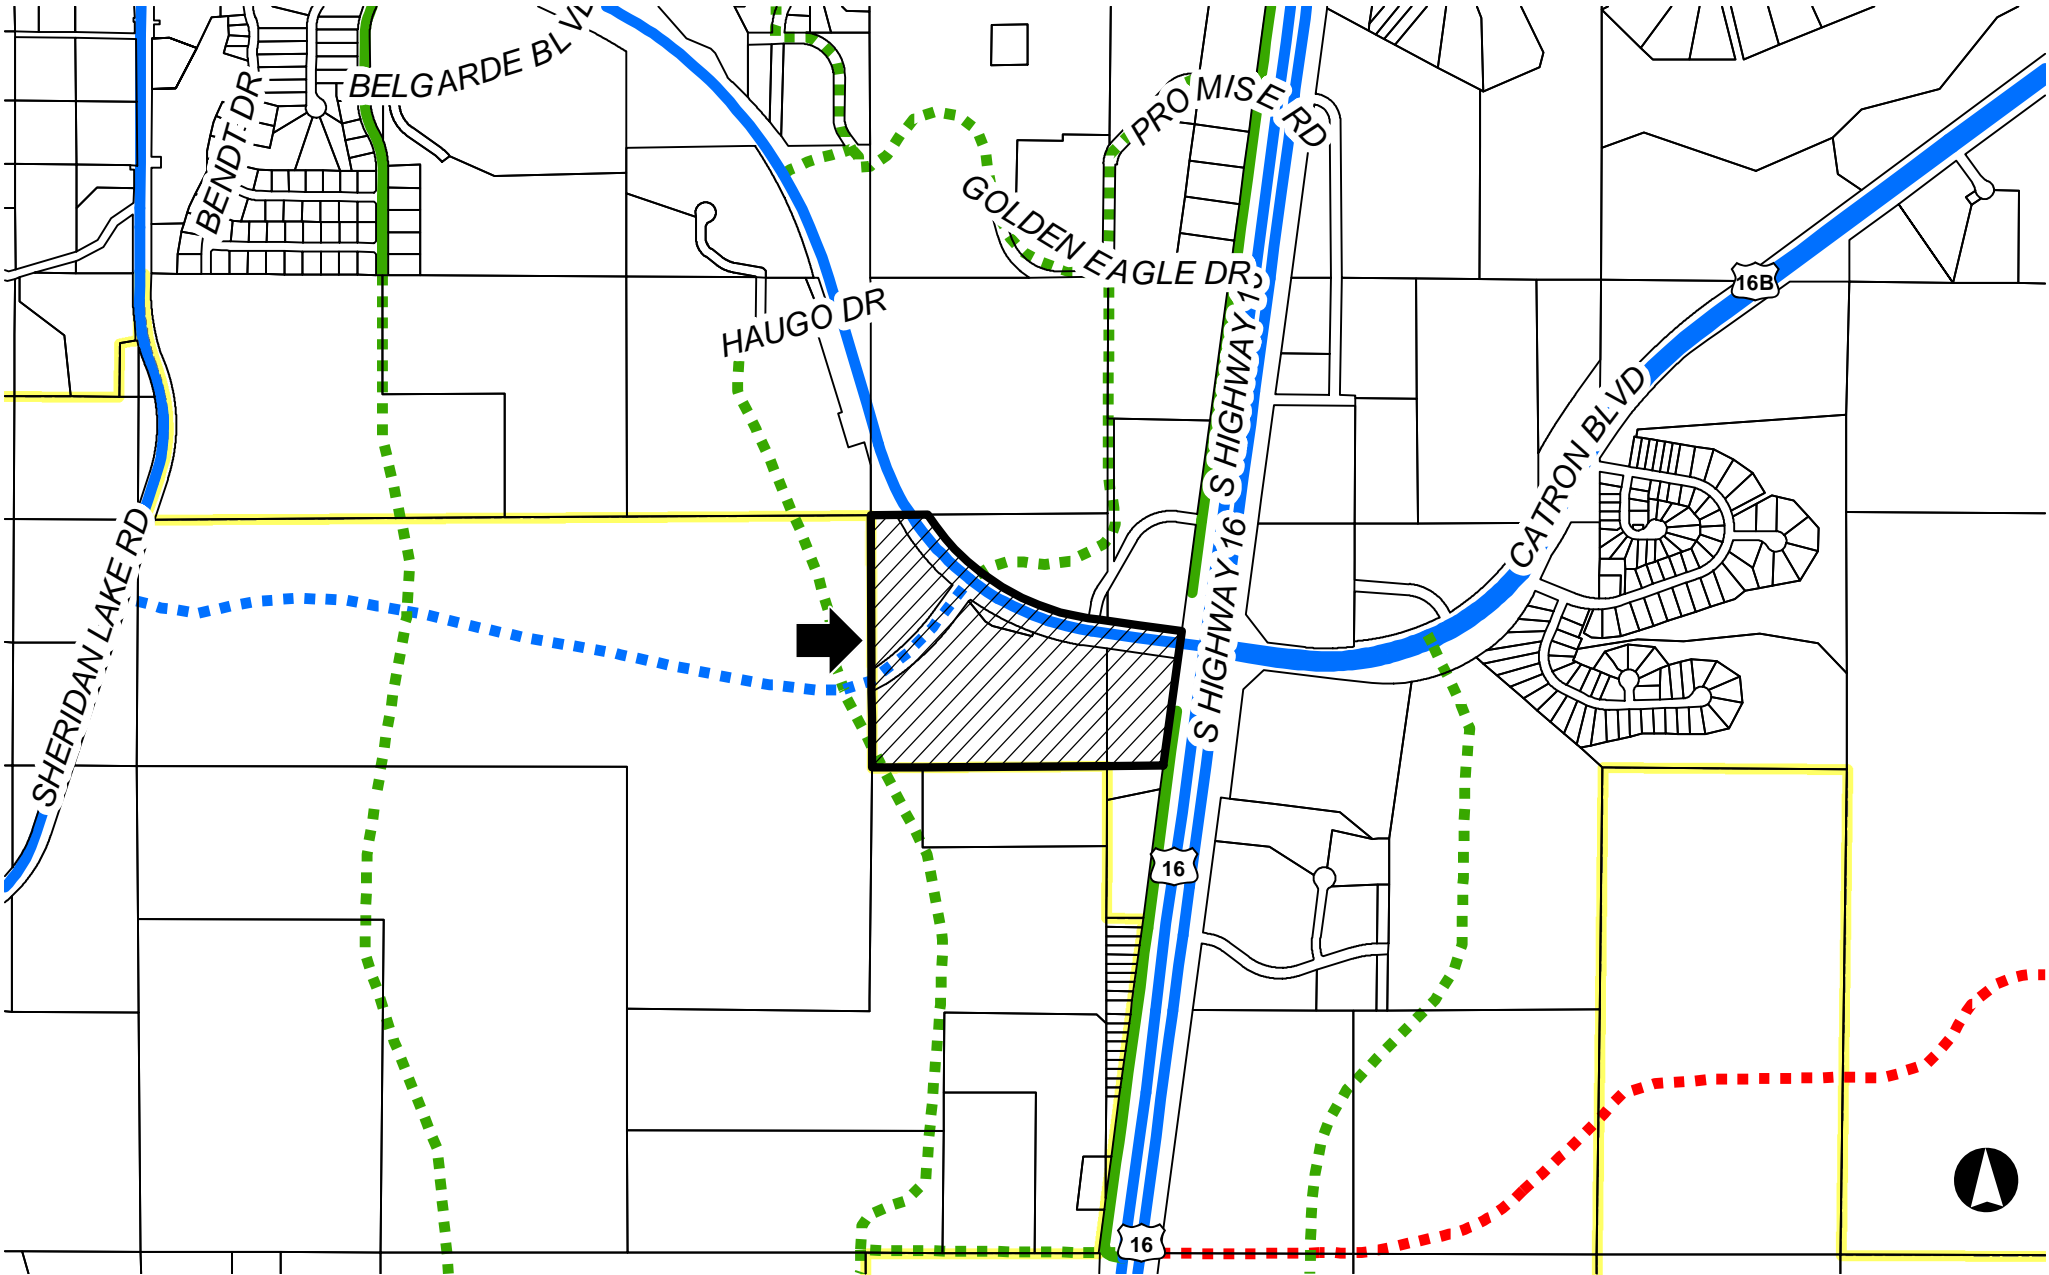 BELGARDE BLVD
BENDT DR
PROMISE RD
GOLDEN EAGLE DR
HAUGO DR
16B
S HIGHWAY 16
CATRON BLVD
S HIGHWAY 16
SHERIDAN LAKE RD
16
16